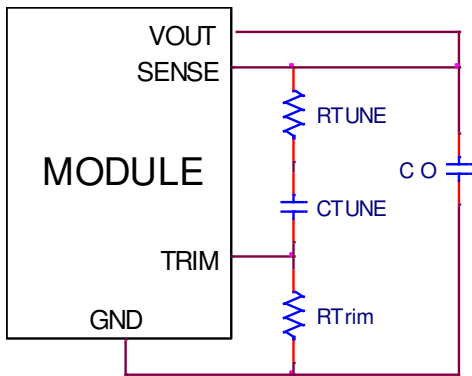 VOUT
SENSE
RTUNE
MODULE
C O
CTUNE
TRIM
RTrim
GND